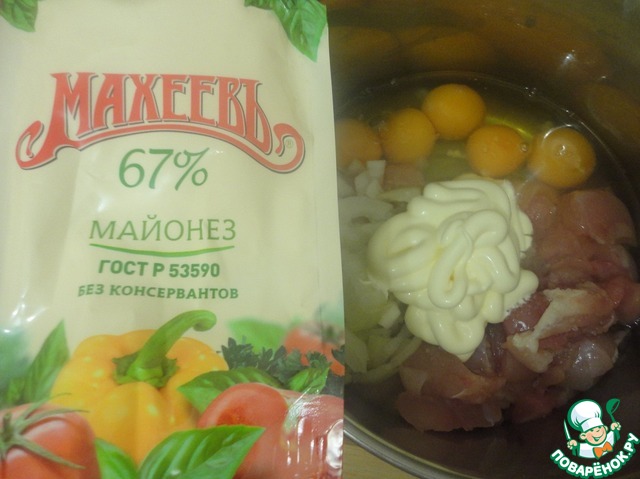 МАХЕЕВЪ
67%
МАЙОНЕЗ
ГОСТ Р 53590
БЕЗ КОНСЕРВАНТОВ
ПОВАРЁНОК.РУ